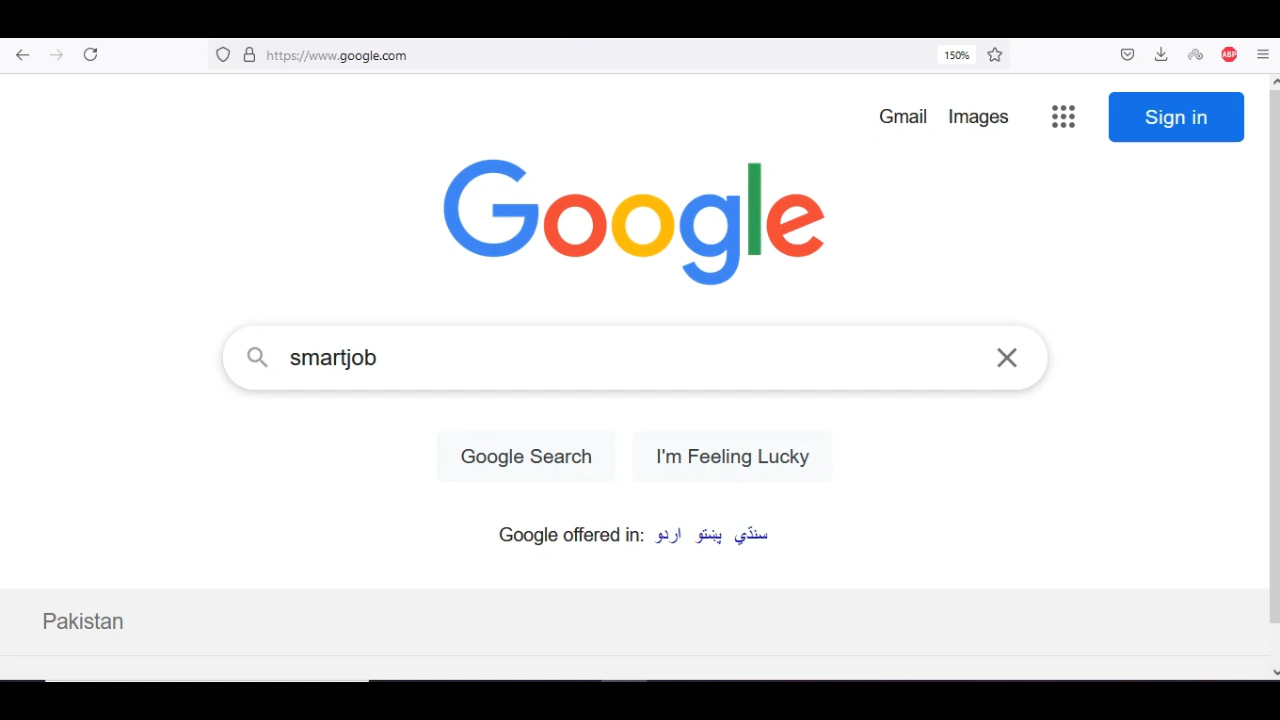 https://www.google.com 150% ABP
Gmail Images Sign in
Google
smartjob
Google Search I'm Feeling Lucky
Google offered in: اردو پښتو سنڌي
Pakistan